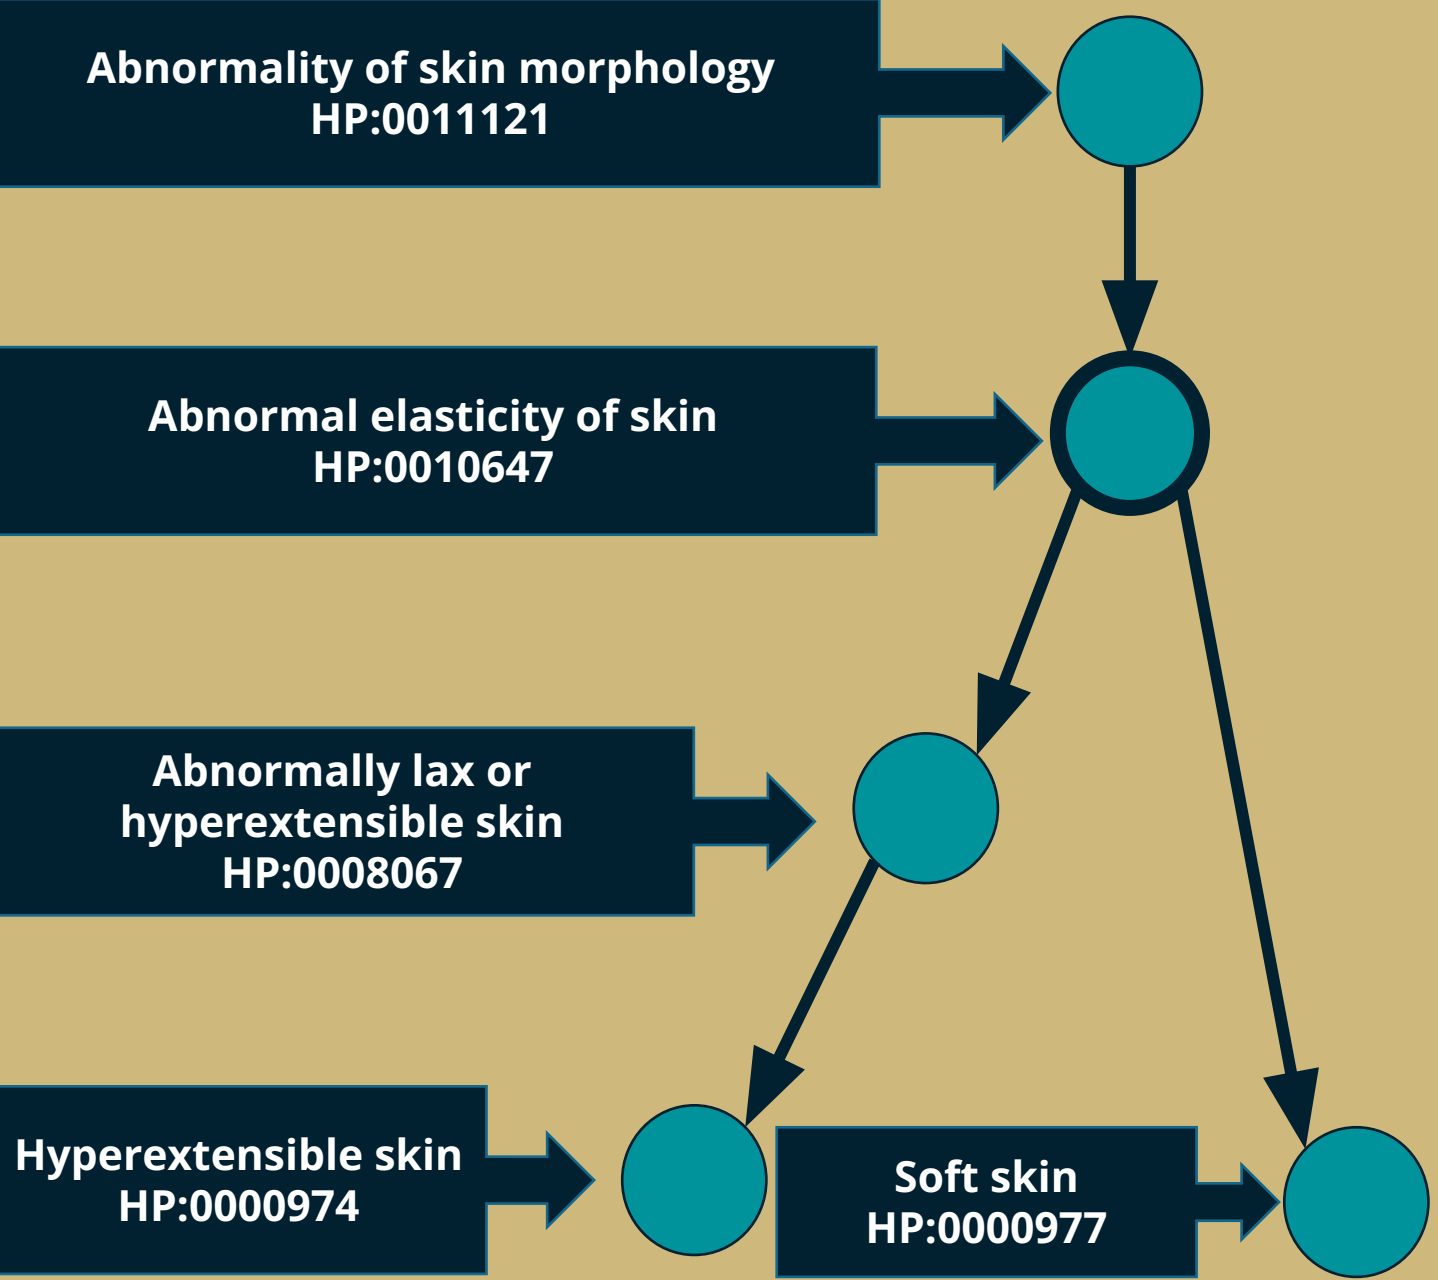 Abnormality of skin morphology
HP:0011121
Abnormal elasticity of skin
HP:0010647
Abnormally lax or
hyperextensible skin
HP:0008067
Hyperextensible skin
HP:0000974
Soft skin
HP:0000977